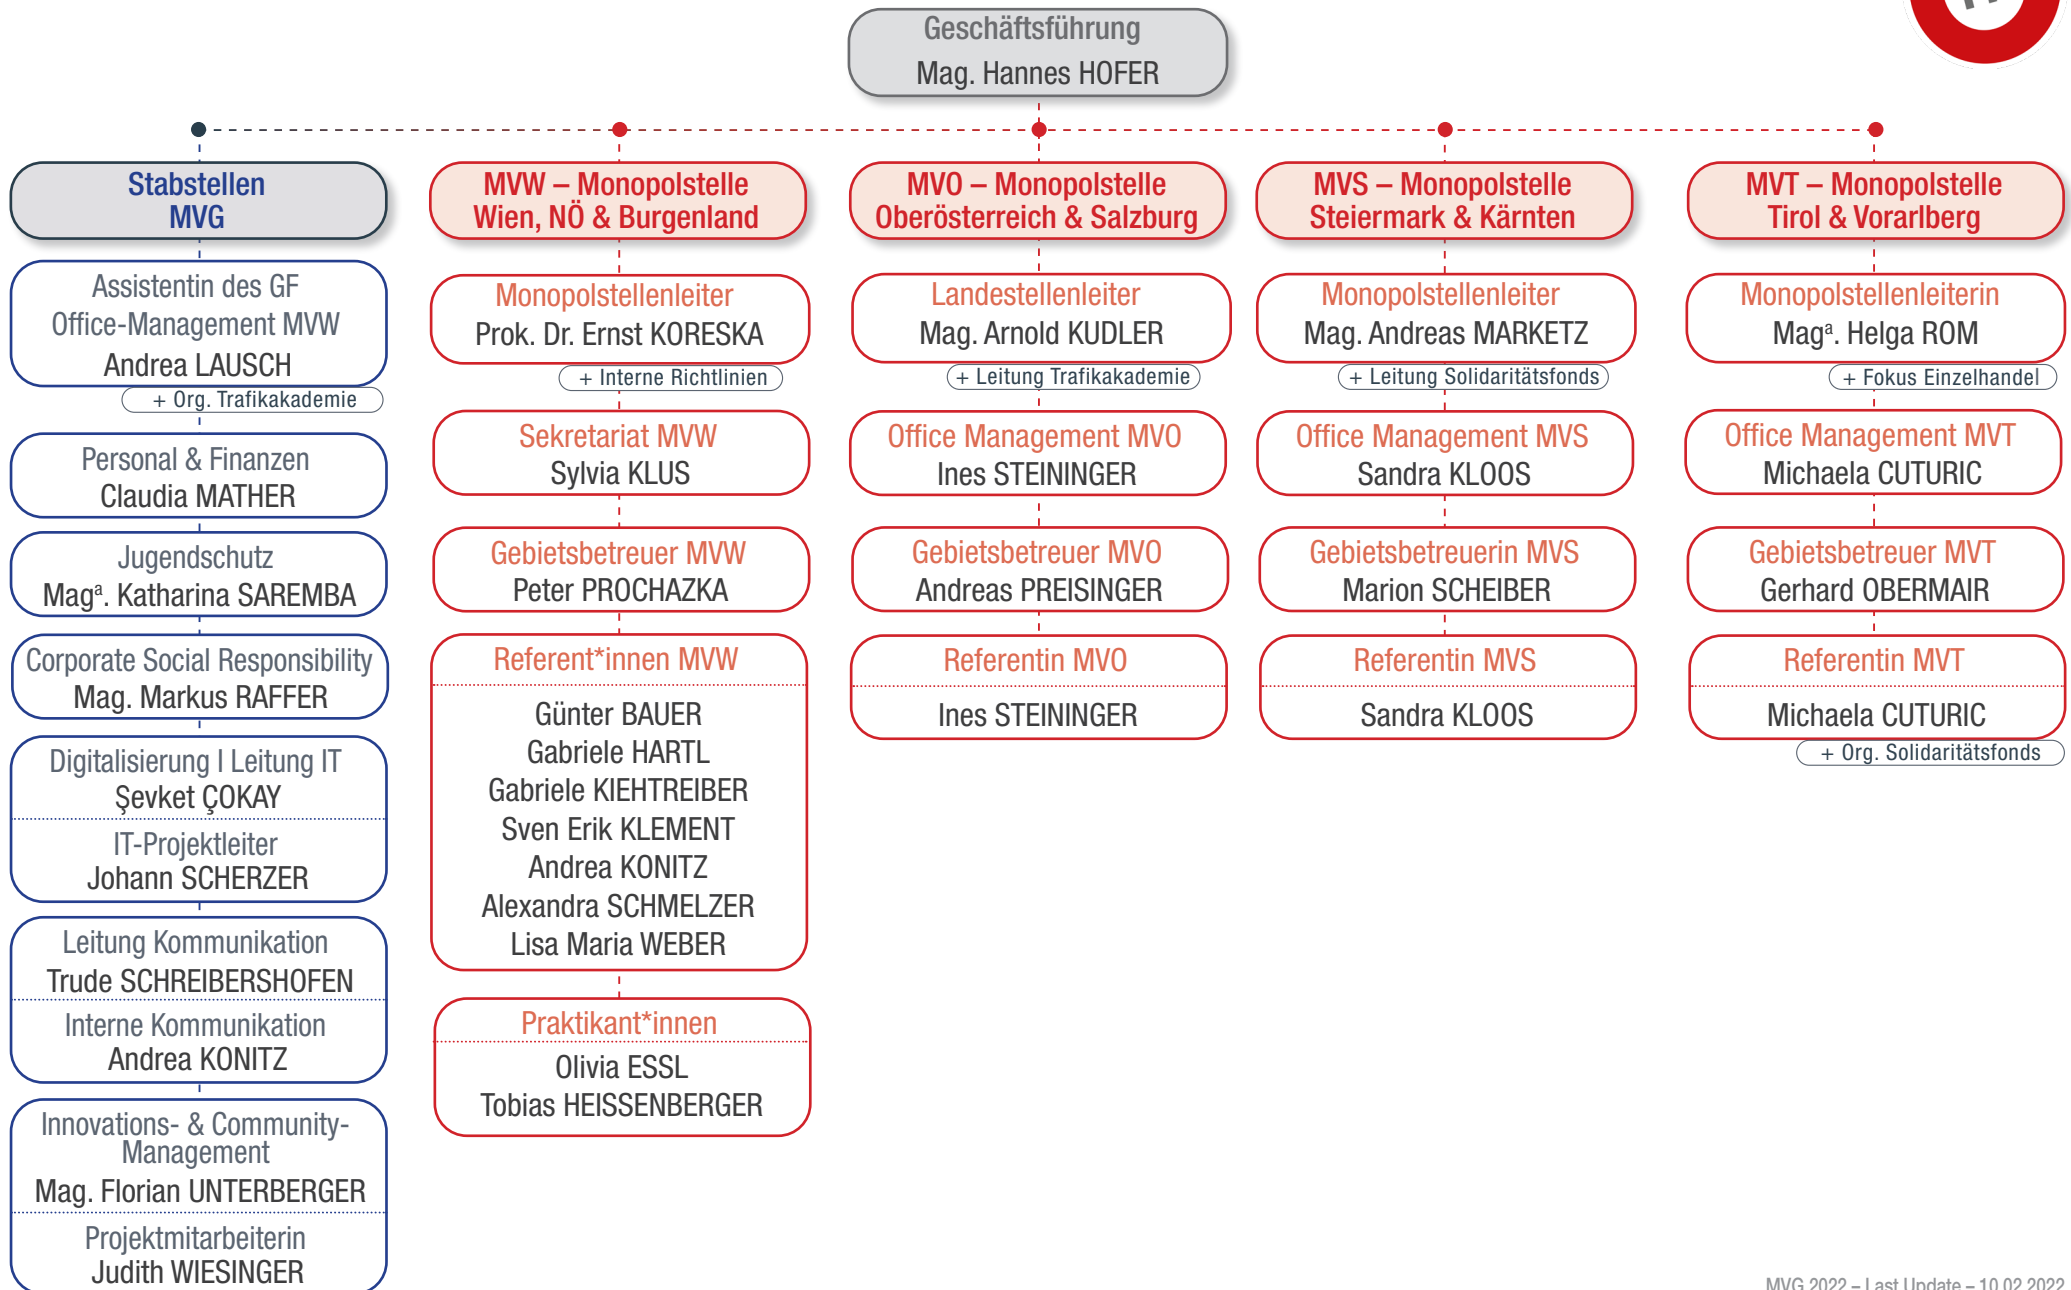 Geschäftsführung
Mag. Hannes HOFER
Stabstellen
MVG
Assistentin des GF
Office-Management MVW
Andrea LAUSCH
+ Org. Trafikakademie
Personal & Finanzen
Claudia MATHER
Jugendschutz
Magª. Katharina SAREMBA
Corporate Social Responsibility
Mag. Markus RAFFER
Digitalisierung I Leitung IT
Şevket ÇOKAY
IT-Projektleiter
Johann SCHERZER
Leitung Kommunikation
Trude SCHREIBERSHOFEN
Interne Kommunikation
Andrea KONITZ
Innovations- & Community-
Management
Mag. Florian UNTERBERGER
Projektmitarbeiterin
Judith WIESINGER
MVW – Monopolstelle
Wien, NÖ & Burgenland
Monopolstellenleiter
Prok. Dr. Ernst KORESKA
+ Interne Richtlinien
Sekretariat MVW
Sylvia KLUS
Gebietsbetreuer MVW
Peter PROCHAZKA
Referent*innen MVW
Günter BAUER
Gabriele HARTL
Gabriele KIEHTREIBER
Sven Erik KLEMENT
Andrea KONITZ
Alexandra SCHMELZER
Lisa Maria WEBER
Praktikant*innen
Olivia ESSL
Tobias HEISSENBERGER
MVO – Monopolstelle
Oberösterreich & Salzburg
Landestellenleiter
Mag. Arnold KUDLER
+ Leitung Trafikakademie
Office Management MVO
Ines STEININGER
Gebietsbetreuer MVO
Andreas PREISINGER
Referentin MVO
Ines STEININGER
MVS – Monopolstelle
Steiermark & Kärnten
Monopolstellenleiter
Mag. Andreas MARKETZ
+ Leitung Solidaritätsfonds
Office Management MVS
Sandra KLOOS
Gebietsbetreuerin MVS
Marion SCHEIBER
Referentin MVS
Sandra KLOOS
MVT – Monopolstelle
Tirol & Vorarlberg
Monopolstellenleiterin
Magª. Helga ROM
+ Fokus Einzelhandel
Office Management MVT
Michaela CUTURIC
Gebietsbetreuer MVT
Gerhard OBERMAIR
Referentin MVT
Michaela CUTURIC
+ Org. Solidaritätsfonds
MVG 2022 – Last Update – 10.02.2022